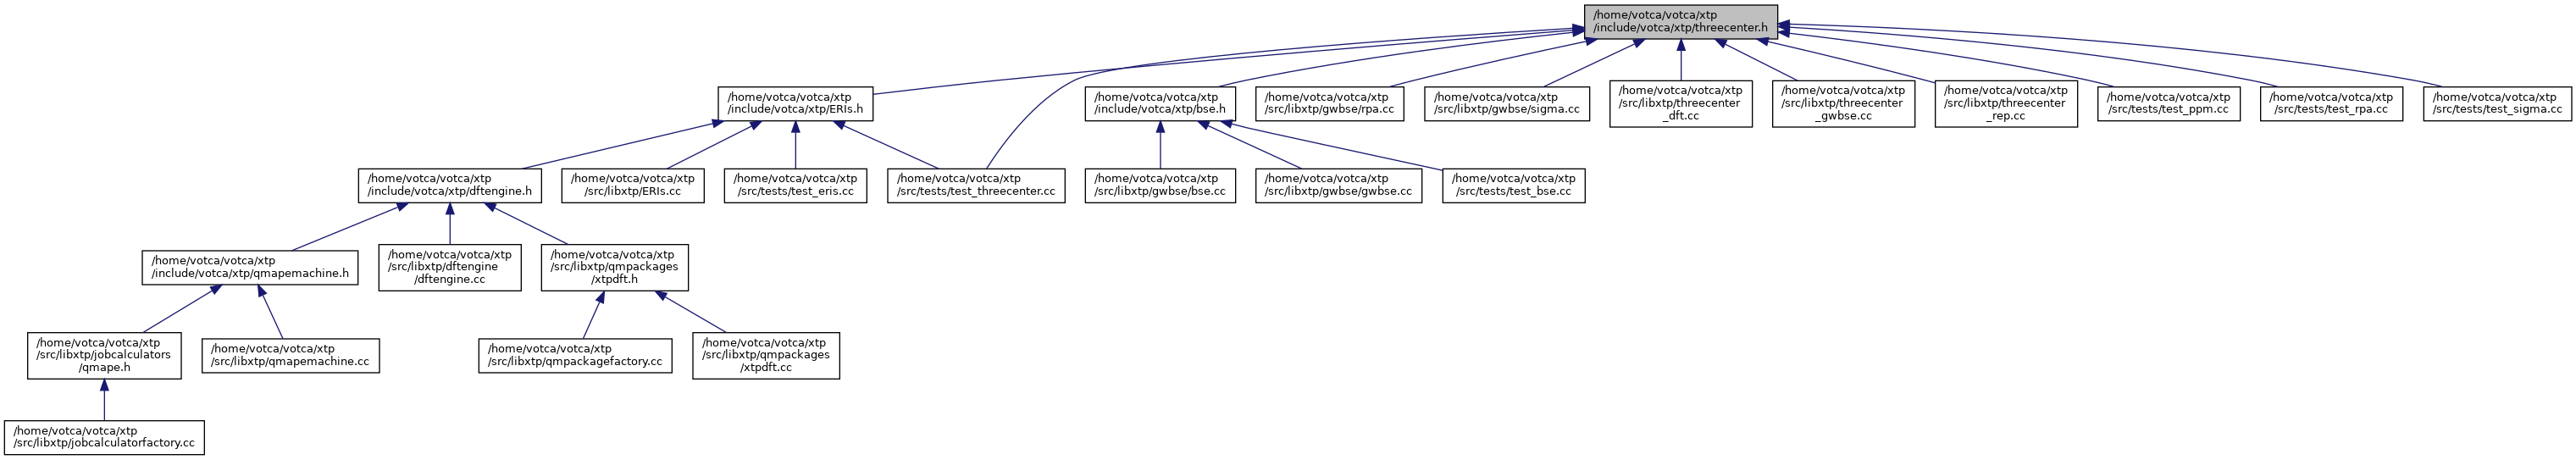 /home/votca/votca/xtp
/include/votca/xtp/threecenter.h
/home/votca/votca/xtp
/include/votca/xtp/ERIs.h
/home/votca/votca/xtp
/include/votca/xtp/bse.h
/home/votca/votca/xtp
/src/libxtp/gwbse/rpa.cc
/home/votca/votca/xtp
/src/libxtp/gwbse/sigma.cc
/home/votca/votca/xtp
/src/libxtp/threecenter
_dft.cc
/home/votca/votca/xtp
/src/libxtp/threecenter
_gwbse.cc
/home/votca/votca/xtp
/src/libxtp/threecenter
_rep.cc
/home/votca/votca/xtp
/src/tests/test_ppm.cc
/home/votca/votca/xtp
/src/tests/test_rpa.cc
/home/votca/votca/xtp
/src/tests/test_sigma.cc
/home/votca/votca/xtp
/include/votca/xtp/dftengine.h
/home/votca/votca/xtp
/src/libxtp/ERIs.cc
/home/votca/votca/xtp
/src/tests/test_eris.cc
/home/votca/votca/xtp
/src/tests/test_threecenter.cc
/home/votca/votca/xtp
/src/libxtp/gwbse/bse.cc
/home/votca/votca/xtp
/src/libxtp/gwbse/gwbse.cc
/home/votca/votca/xtp
/src/tests/test_bse.cc
/home/votca/votca/xtp
/include/votca/xtp/qmapemachine.h
/home/votca/votca/xtp
/src/libxtp/dftengine
/dftengine.cc
/home/votca/votca/xtp
/src/libxtp/qmpackages
/xtpdft.h
/home/votca/votca/xtp
/src/libxtp/jobcalculators
/qmape.h
/home/votca/votca/xtp
/src/libxtp/qmapemachine.cc
/home/votca/votca/xtp
/src/libxtp/qmpackagefactory.cc
/home/votca/votca/xtp
/src/libxtp/qmpackages
/xtpdft.cc
/home/votca/votca/xtp
/src/libxtp/jobcalculatorfactory.cc